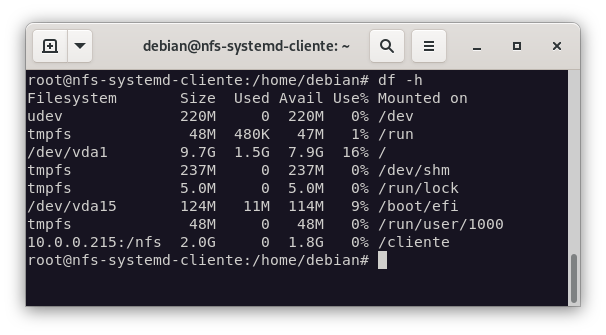 debian@nfs-systemd-cliente: ~
root@nfs-systemd-cliente:/home/debian# df -h
Filesystem       Size  Used Avail Use% Mounted on
udev             220M     0  220M   0% /dev
tmpfs             48M  480K   47M   1% /run
/dev/vda1        9.7G  1.5G  7.9G  16% /
tmpfs            237M     0  237M   0% /dev/shm
tmpfs            5.0M     0  5.0M   0% /run/lock
/dev/vda15       124M   11M  114M   9% /boot/efi
tmpfs             48M     0   48M   0% /run/user/1000
10.0.0.215:/nfs  2.0G     0  1.8G   0% /cliente
root@nfs-systemd-cliente:/home/debian#